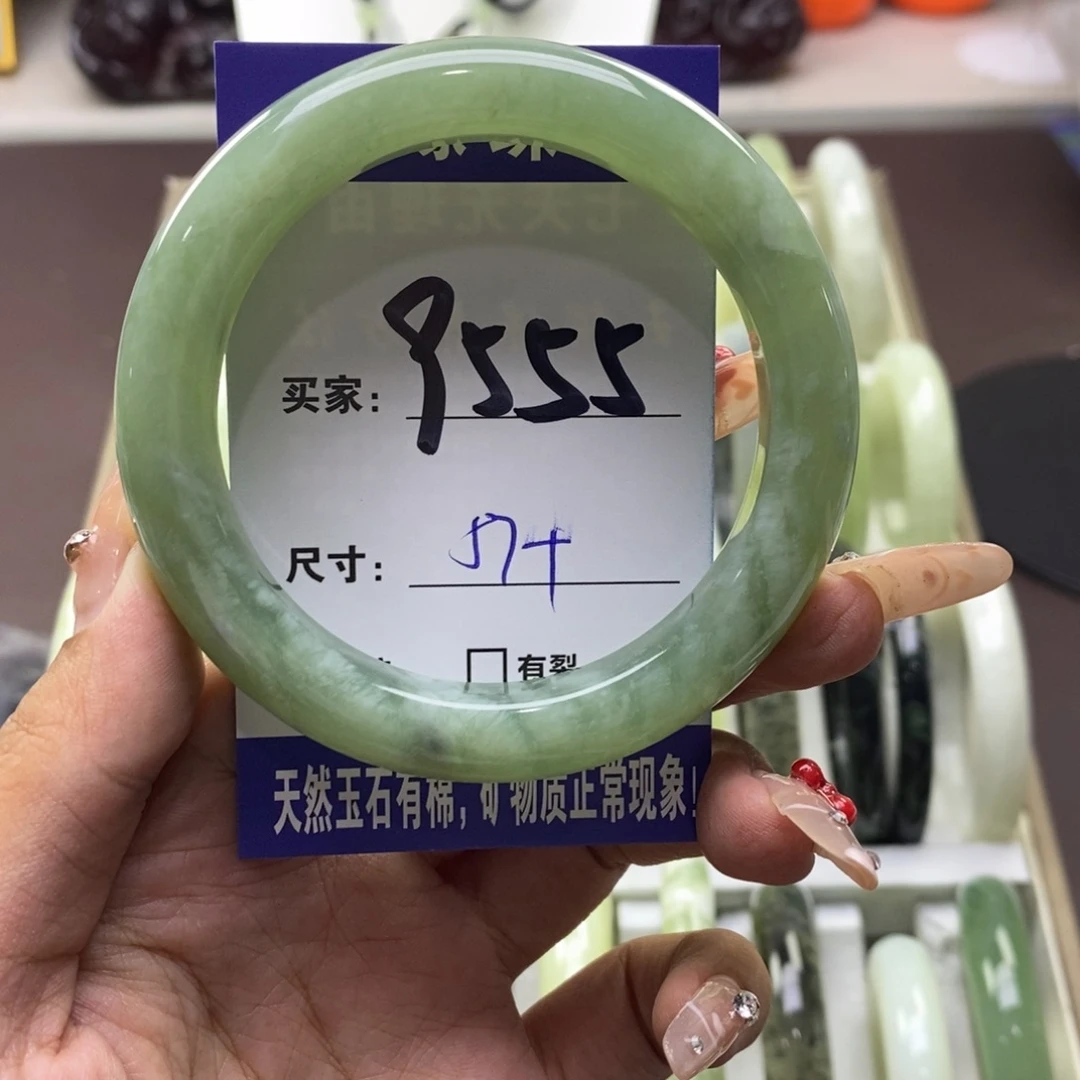 买家: 9555
尺寸: 574
有裂
天然玉石有棉, 矿物质正常现象!